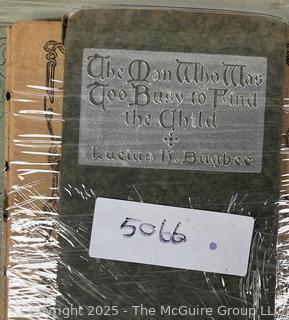 The Man Who Was
Too Busy to Find
the Child
Lucius H. Bugbee
5066
Copyright 2025 - The McGuire Group LLC